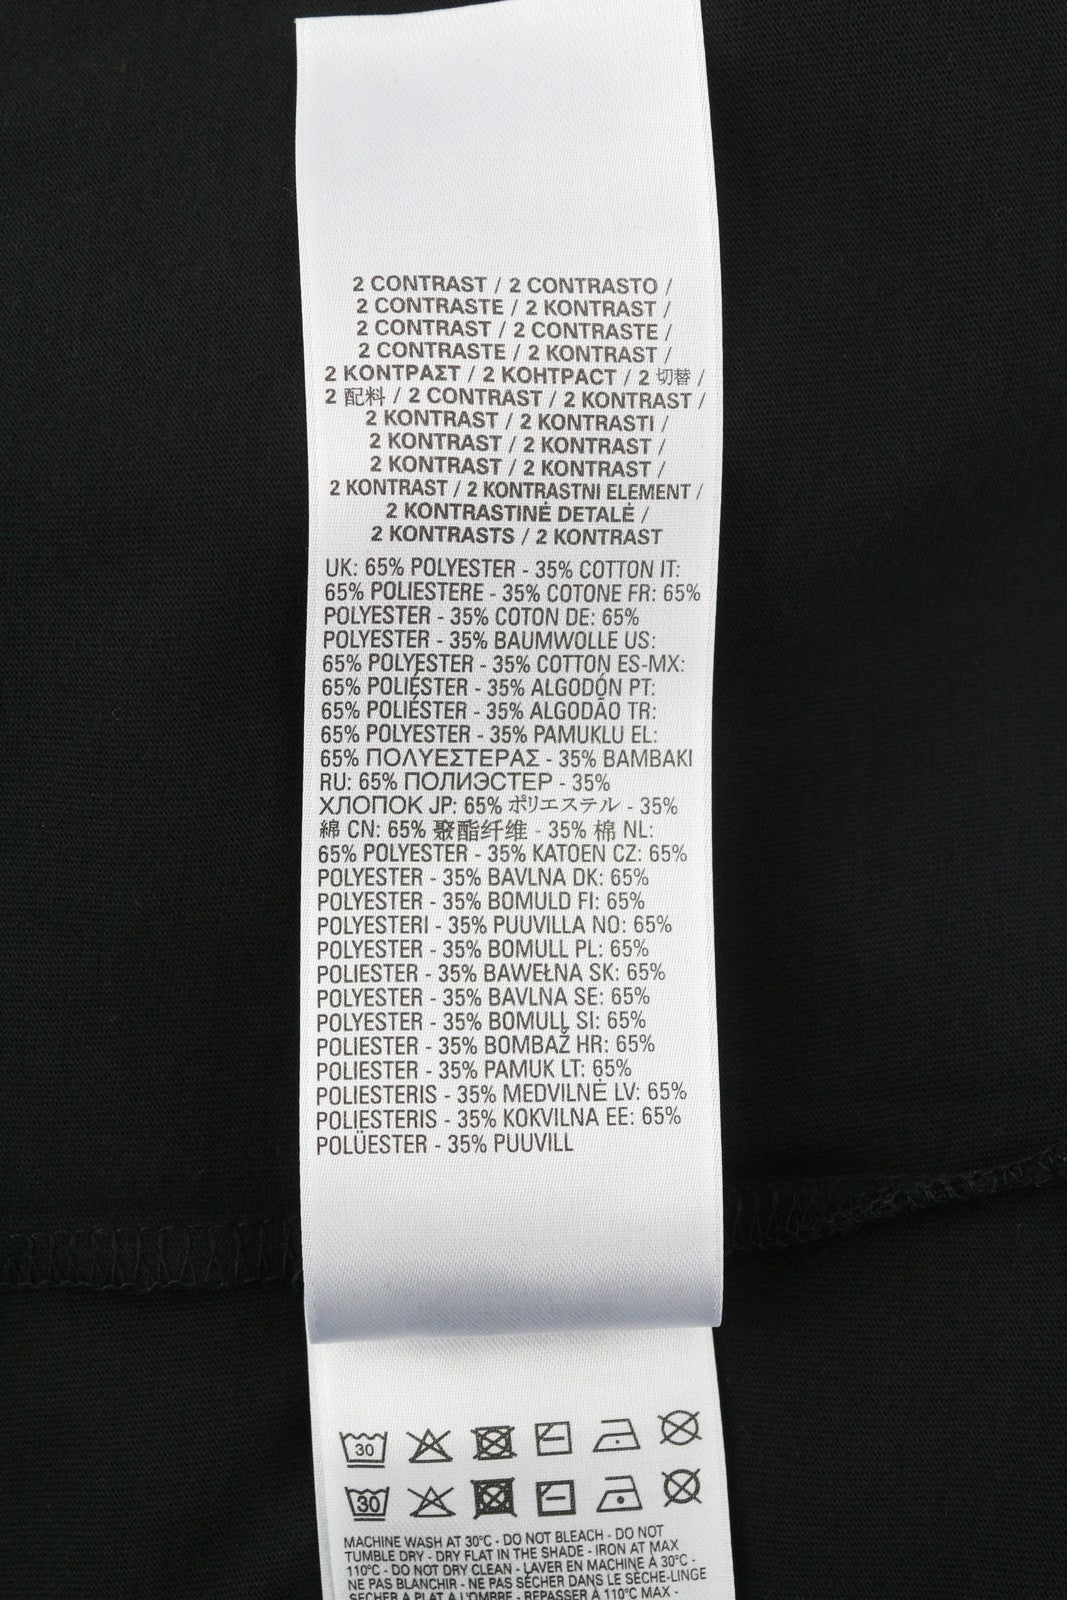 2 CONTRAST / 2 CONTRASTO /
2 CONTRASTE / 2 KONTRAST /
2 CONTRAST / 2 CONTRASTE /
2 CONTRASTE / 2 KONTRAST /
2 ΚΟΝΤΡΑΣΤ / 2 КОНТРАСТ / 2 切替 /
2 配料 / 2 CONTRAST / 2 KONTRAST /
2 KONTRAST / 2 KONTRASTI /
2 KONTRAST / 2 KONTRAST /
2 KONTRAST / 2 KONTRAST /
2 KONTRAST / 2 KONTRASTNI ELEMENT /
2 KONTRASTINĖ DETALĖ /
2 KONTRASTS / 2 KONTRAST
UK: 65% POLYESTER - 35% COTTON IT:
65% POLIESTERE - 35% COTONE FR: 65%
POLYESTER - 35% COTON DE: 65%
POLYESTER - 35% BAUMWOLLE US:
65% POLYESTER - 35% COTTON ES-MX:
65% POLIÉSTER - 35% ALGODÓN PT:
65% POLIÉSTER - 35% ALGODÃO TR:
65% POLYESTER - 35% PAMUKLU EL:
65% ΠΟΛΥΕΣΤΕΡΑΣ - 35% ΒΑΜΒΑΚΙ
RU: 65% ПОЛИЭСТЕР - 35%
ХЛОПОК JP: 65% ポリエステル - 35%
綿 CN: 65% 聚酯纤维 - 35% 棉 NL:
65% POLYESTER - 35% KATOEN CZ: 65%
POLYESTER - 35% BAVLNA DK: 65%
POLYESTER - 35% BOMULD FI: 65%
POLYESTERI - 35% PUUVILLA NO: 65%
POLYESTER - 35% BOMULL PL: 65%
POLIESTER - 35% BAWEŁNA SK: 65%
POLYESTER - 35% BAVLNA SE: 65%
POLYESTER - 35% BOMULL SI: 65%
POLIESTER - 35% BOMBAŽ HR: 65%
POLIESTER - 35% PAMUK LT: 65%
POLIESTERIS - 35% MEDVILNĖ LV: 65%
POLIESTERIS - 35% KOKVILNA EE: 65%
POLÜESTER - 35% PUUVILL
30
30
MACHINE WASH AT 30°C - DO NOT BLEACH - DO NOT
TUMBLE DRY - DRY FLAT IN THE SHADE - IRON AT MAX
110°C - DO NOT DRY CLEAN - LAVER EN MACHINE À 30°C -
NE PAS BLANCHIR - NE PAS SÉCHER DANS LE SÈCHE-LINGE
SÉCHER A PLAT A L'OMBRE - REPASSER À 110°C MAX -